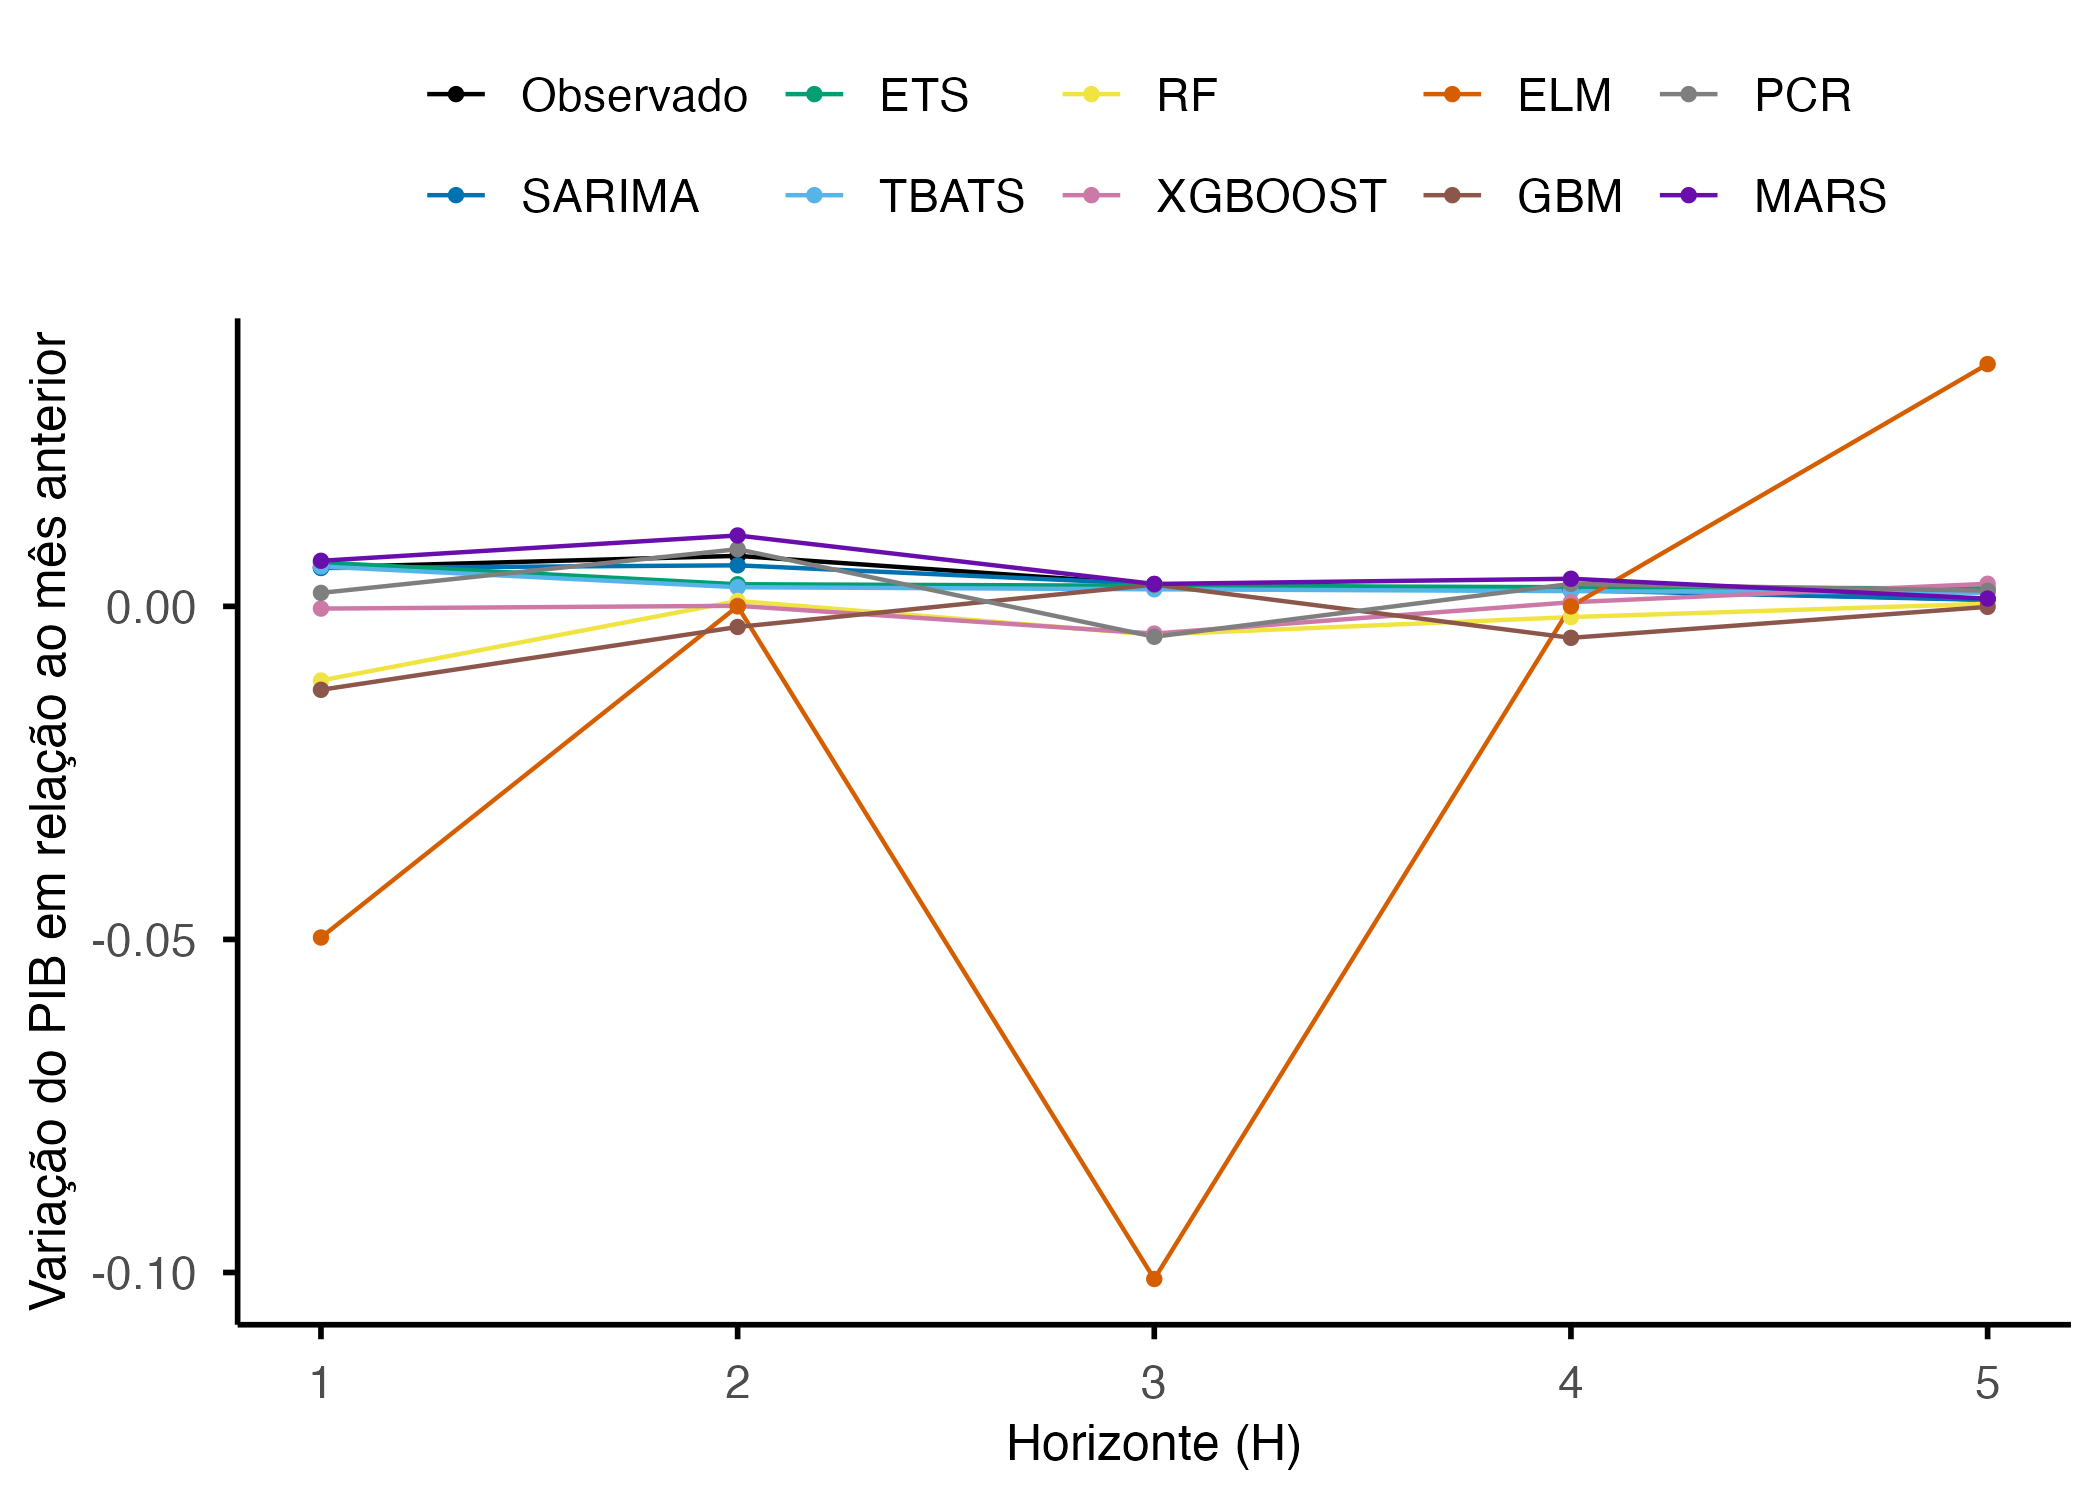 Observado ETS RF ELM PCR
SARIMA TBATS XGBOOST GBM MARS
Variação do PIB em relação ao mês anterior
0.00
-0.05
-0.10
1 2 3 4 5
Horizonte (H)